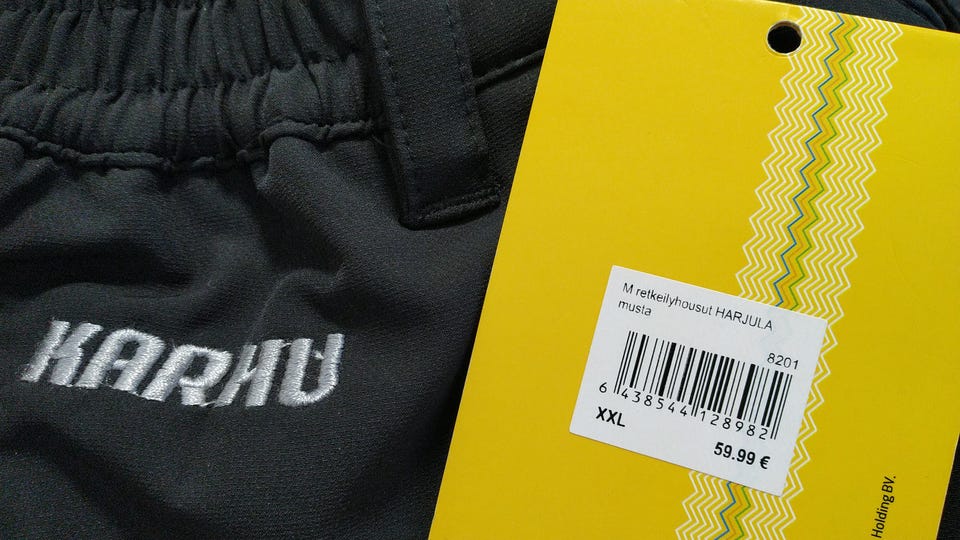 KARHU
M retkeilyhousut HARJULA
musta
8201
6 438544 128982
XXL
59.99 €
Holding BV.